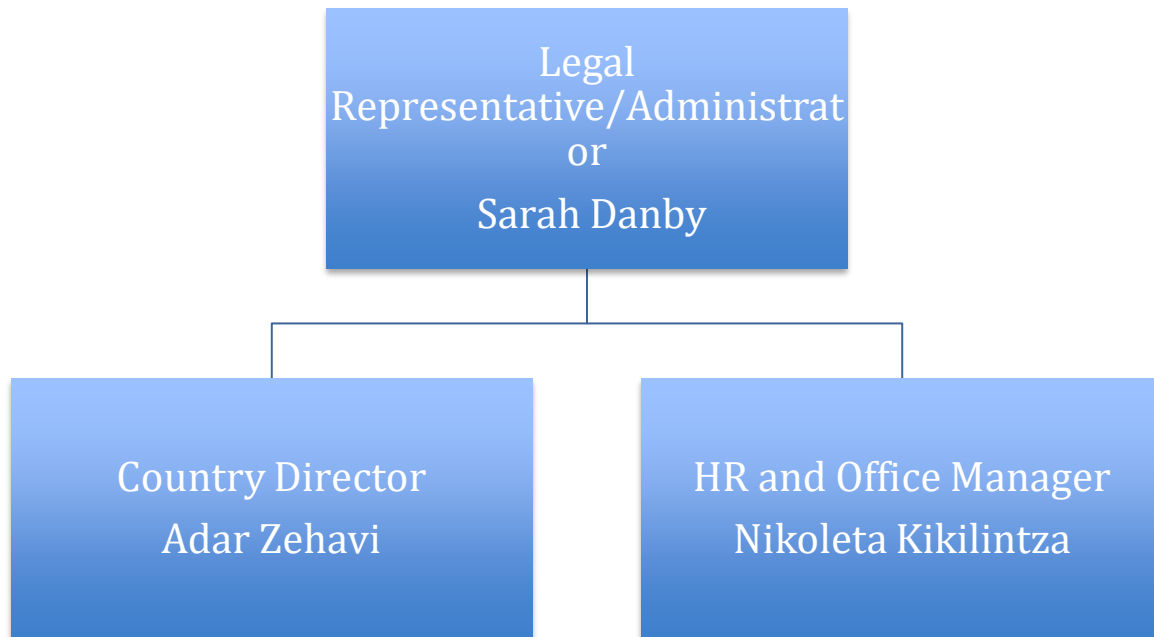 Legal
Representative/Administrat
or
Sarah Danby
Country Director
Adar Zehavi
HR and Office Manager
Nikoleta Kikilintza